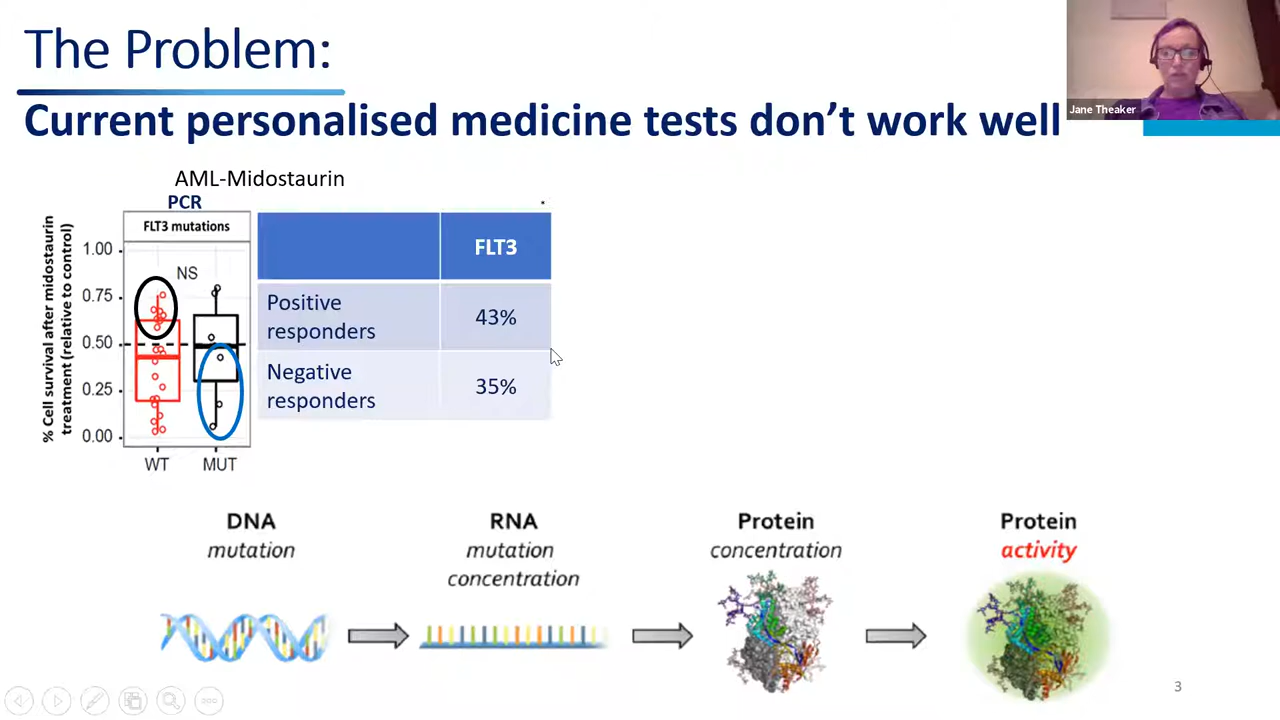 The Problem:
Current personalised medicine tests don’t work well
Jane Theaker
AML-Midostaurin
PCR
FLT3 mutations
% Cell survival after midostaurin
treatment (relative to control)
1.00
0.75
0.50
0.25
0.00
NS
WT MUT
FLT3
Positive
responders
43%
Negative
responders
35%
DNA
mutation
RNA
mutation
concentration
Protein
concentration
Protein
activity
3